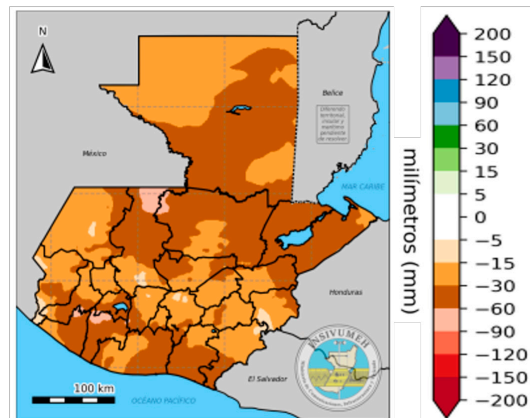 N
México
Belice
Diferendo
territorial,
insular y
marítimo
pendiente
de resolver
MAR CARIBE
Honduras
El Salvador
OCÉANO PACÍFICO
100 km
INSIVUMEH
milímetros (mm)
200
150
120
90
60
30
15
5
0
−5
−15
−30
−60
−90
−120
−150
−200